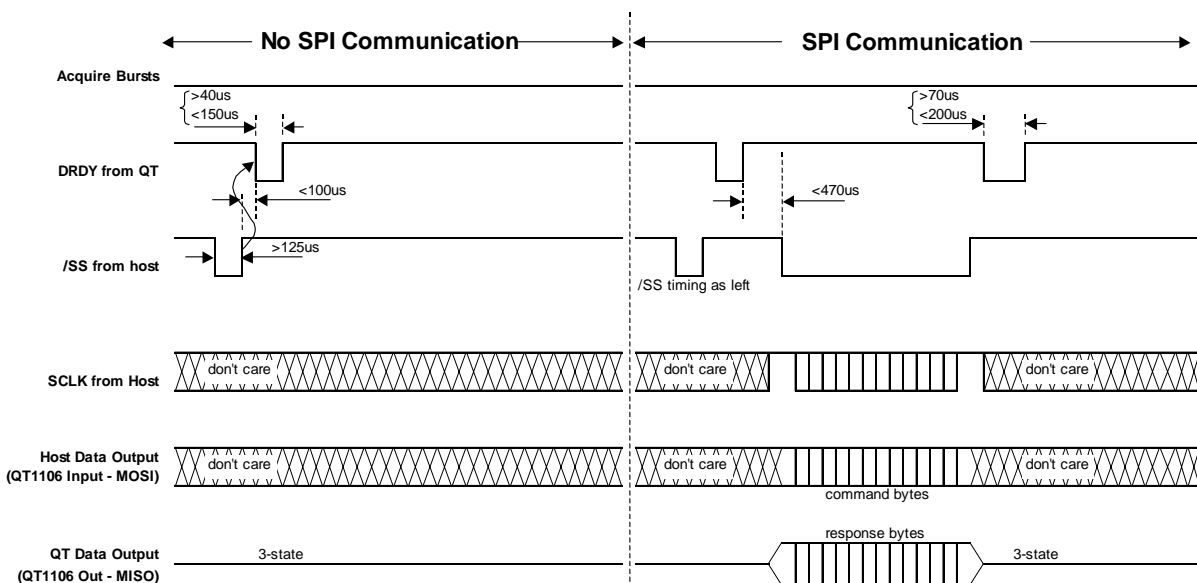 No SPI Communication
SPI Communication
Acquire Bursts
>40us
<150us
>70us
<200us
DRDY from QT
<100us
<470us
/SS from host
>125us
/SS timing as left
SCLK from Host
don't care
don't care
don't care
Host Data Output
(QT1106 Input - MOSI)
don't care
don't care
don't care
command bytes
response bytes
QT Data Output
(QT1106 Out - MISO)
3-state
3-state